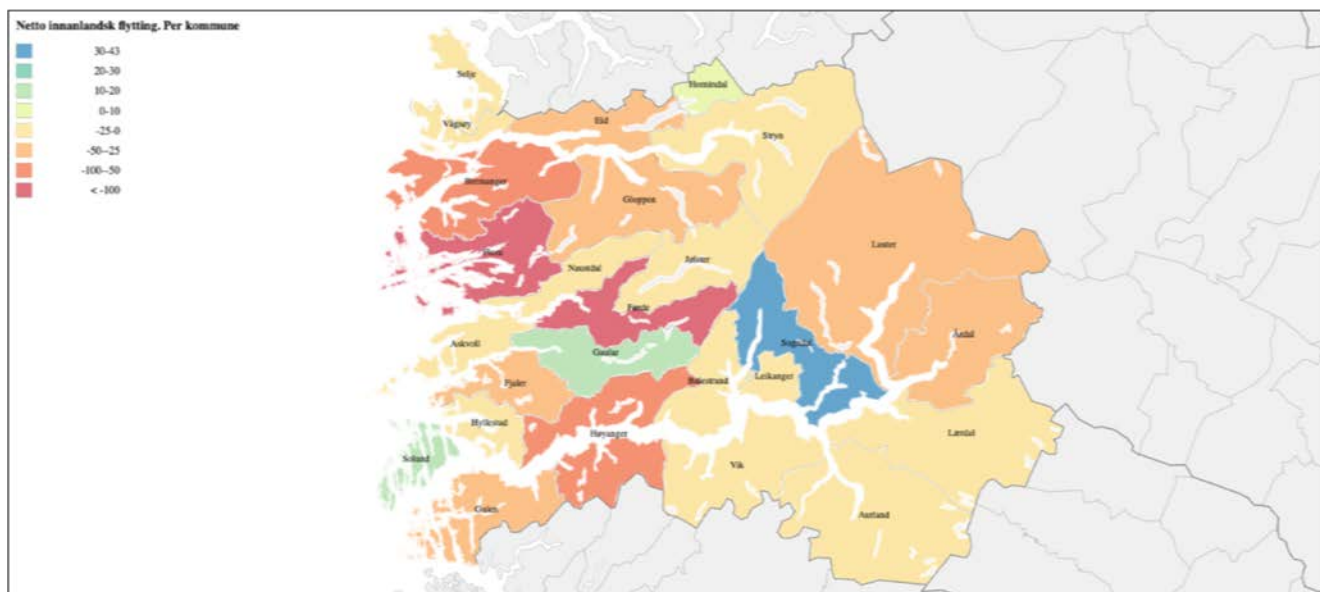 Netto innanlandsk flytting. Per kommune
30-43
20-30
10-20
0-10
-25-0
-50--25
-100--50
< -100
Selje
Hornindal
Vågsøy
Eid
Stryn
Bremanger
Gloppen
Luster
Flora
Naustdal
Jølster
Førde
Årdal
Askvoll
Gaular
Sogndal
Fjaler
Balestrand
Leikanger
Hyllestad
Høyanger
Lærdal
Solund
Vik
Gulen
Aurland